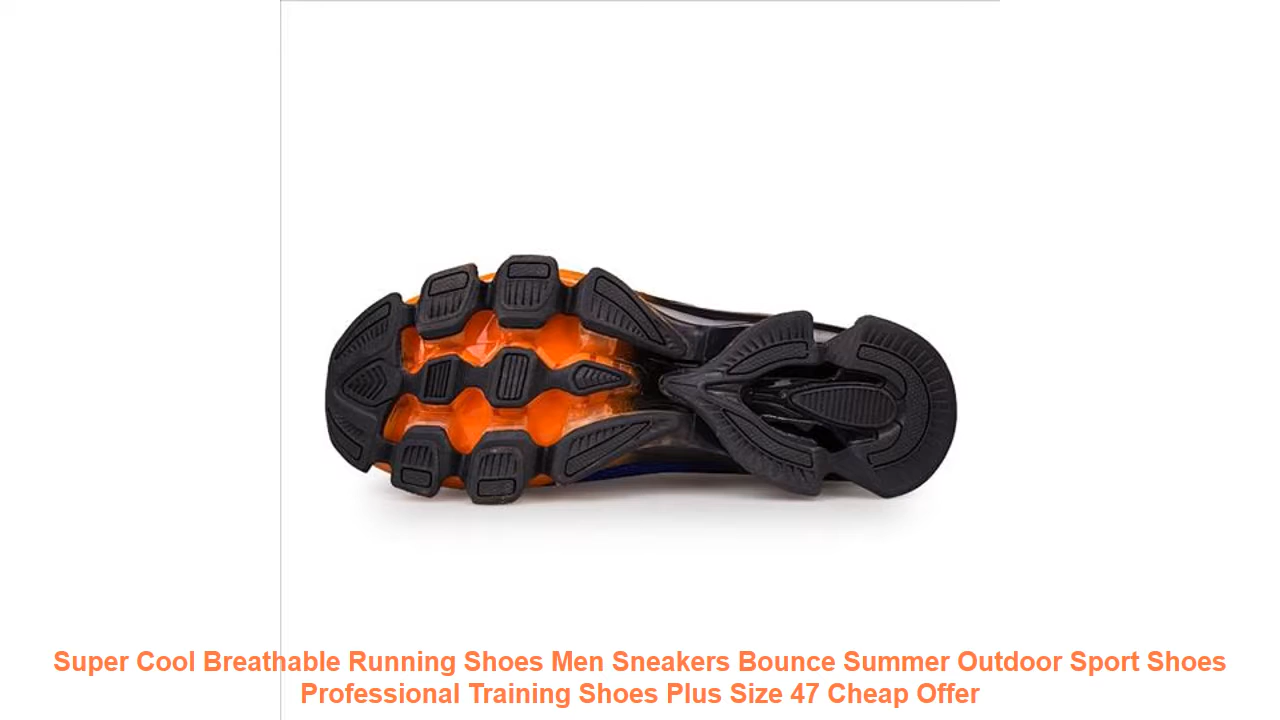 Super Cool Breathable Running Shoes Men Sneakers Bounce Summer Outdoor Sport Shoes
Professional Training Shoes Plus Size 47 Cheap Offer